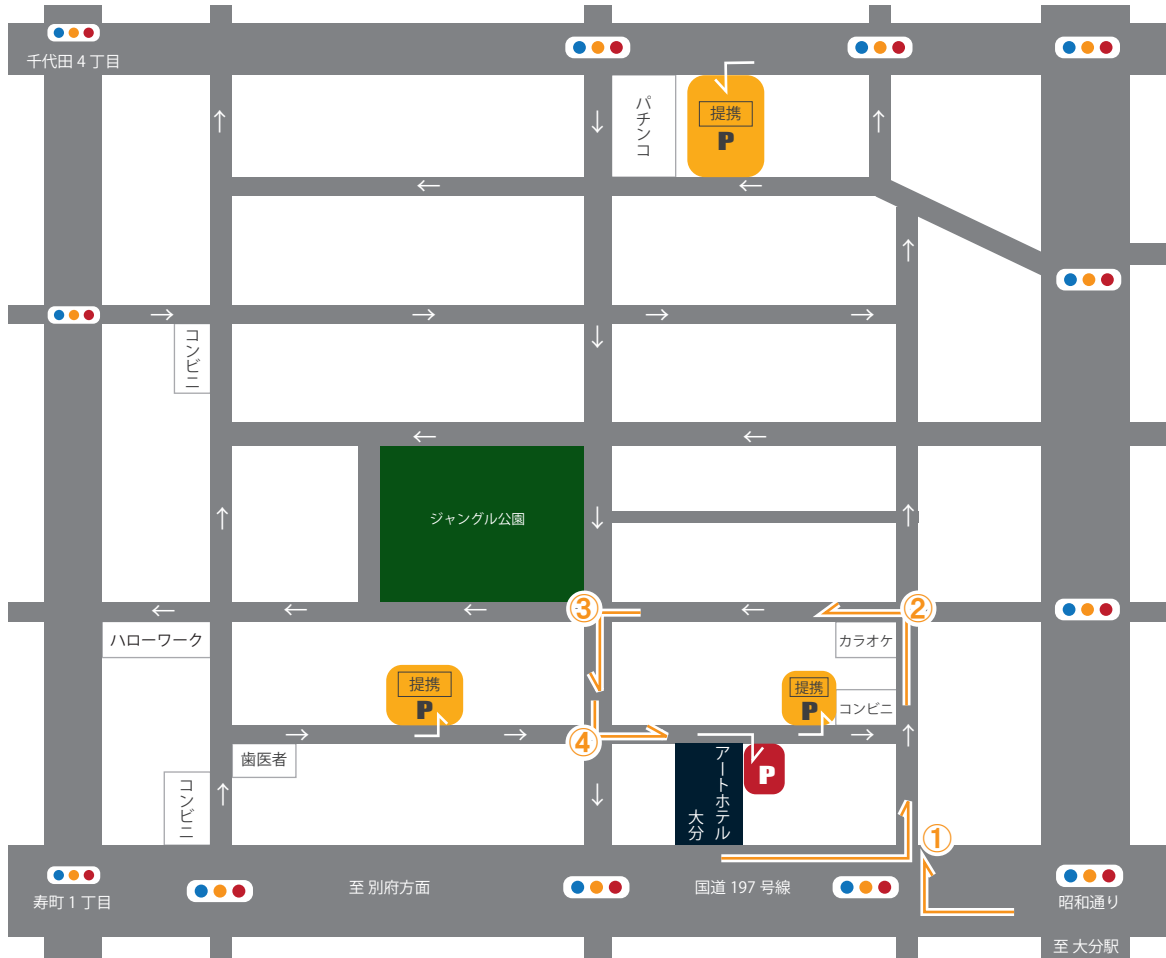 千代田 4 丁目
パチンコ
提携
P
コンビニ
ジャングル公園
③
②
ハローワーク
カラオケ
提携
P
提携
P
コンビニ
④
歯医者
コンビニ
アートホテル
大分
P
①
寿町 1 丁目
至 別府方面
国道 197 号線
昭和通り
至 大分駅